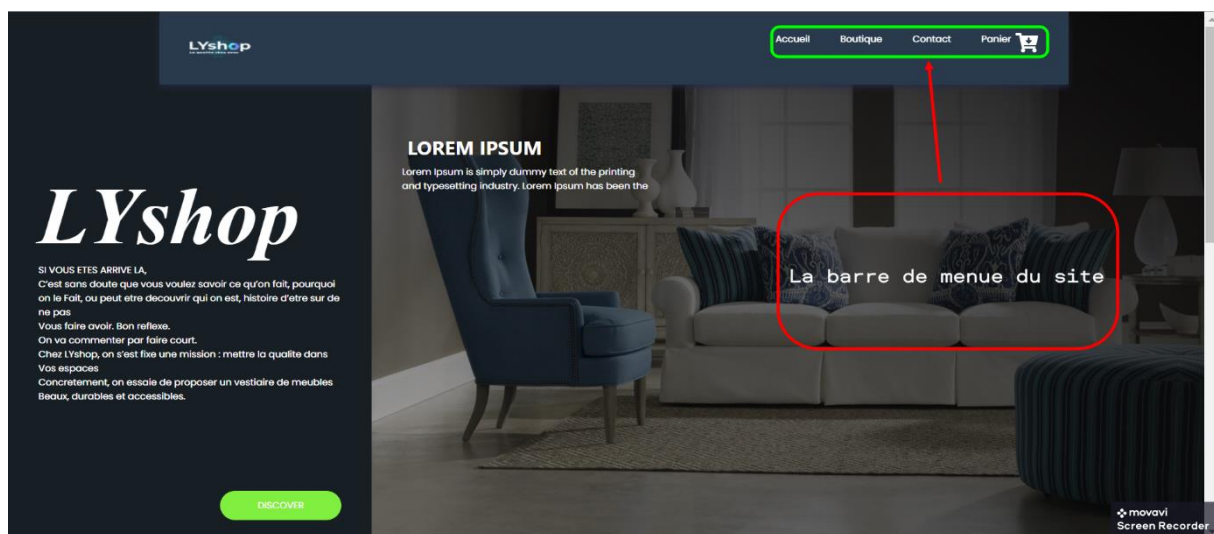 LYshop
Accueil Boutique Contact Panier
LOREM IPSUM
Lorem Ipsum is simply dummy text of the printing
and typesetting industry. Lorem Ipsum has been the
LYshop
SI VOUS ETES ARRIVE LA,
C'est sans doute que vous voulez savoir ce qu'on fait, pourquoi
on le Fait, ou peut etre decouvrir qui on est, histoire d'etre sur de
ne pas
Vous faire avoir. Bon reflexe.
On va commenter par faire court.
Chez LYshop, on s'est fixe une mission : mettre la qualite dans
Vos espaces
Concretement, on essaie de proposer un vestiaire de meubles
Beaux, durables et accessibles.
DISCOVER
La barre de menue du site
movavi
Screen Recorder